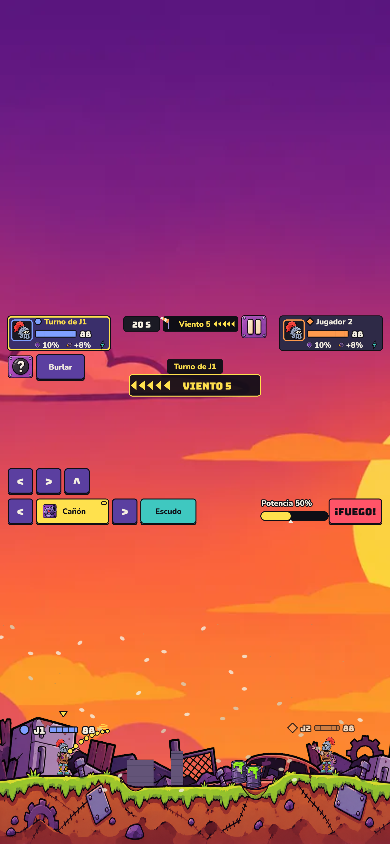 Turno de J1
88
10% +8%
20 S
Viento 5
Jugador 2
88
10% +8%
?
Burlar
Turno de J1
VIENTO 5
< > ^
< Cañón > Escudo
Potencia 50%
¡FUEGO!
J1 88
J2 88